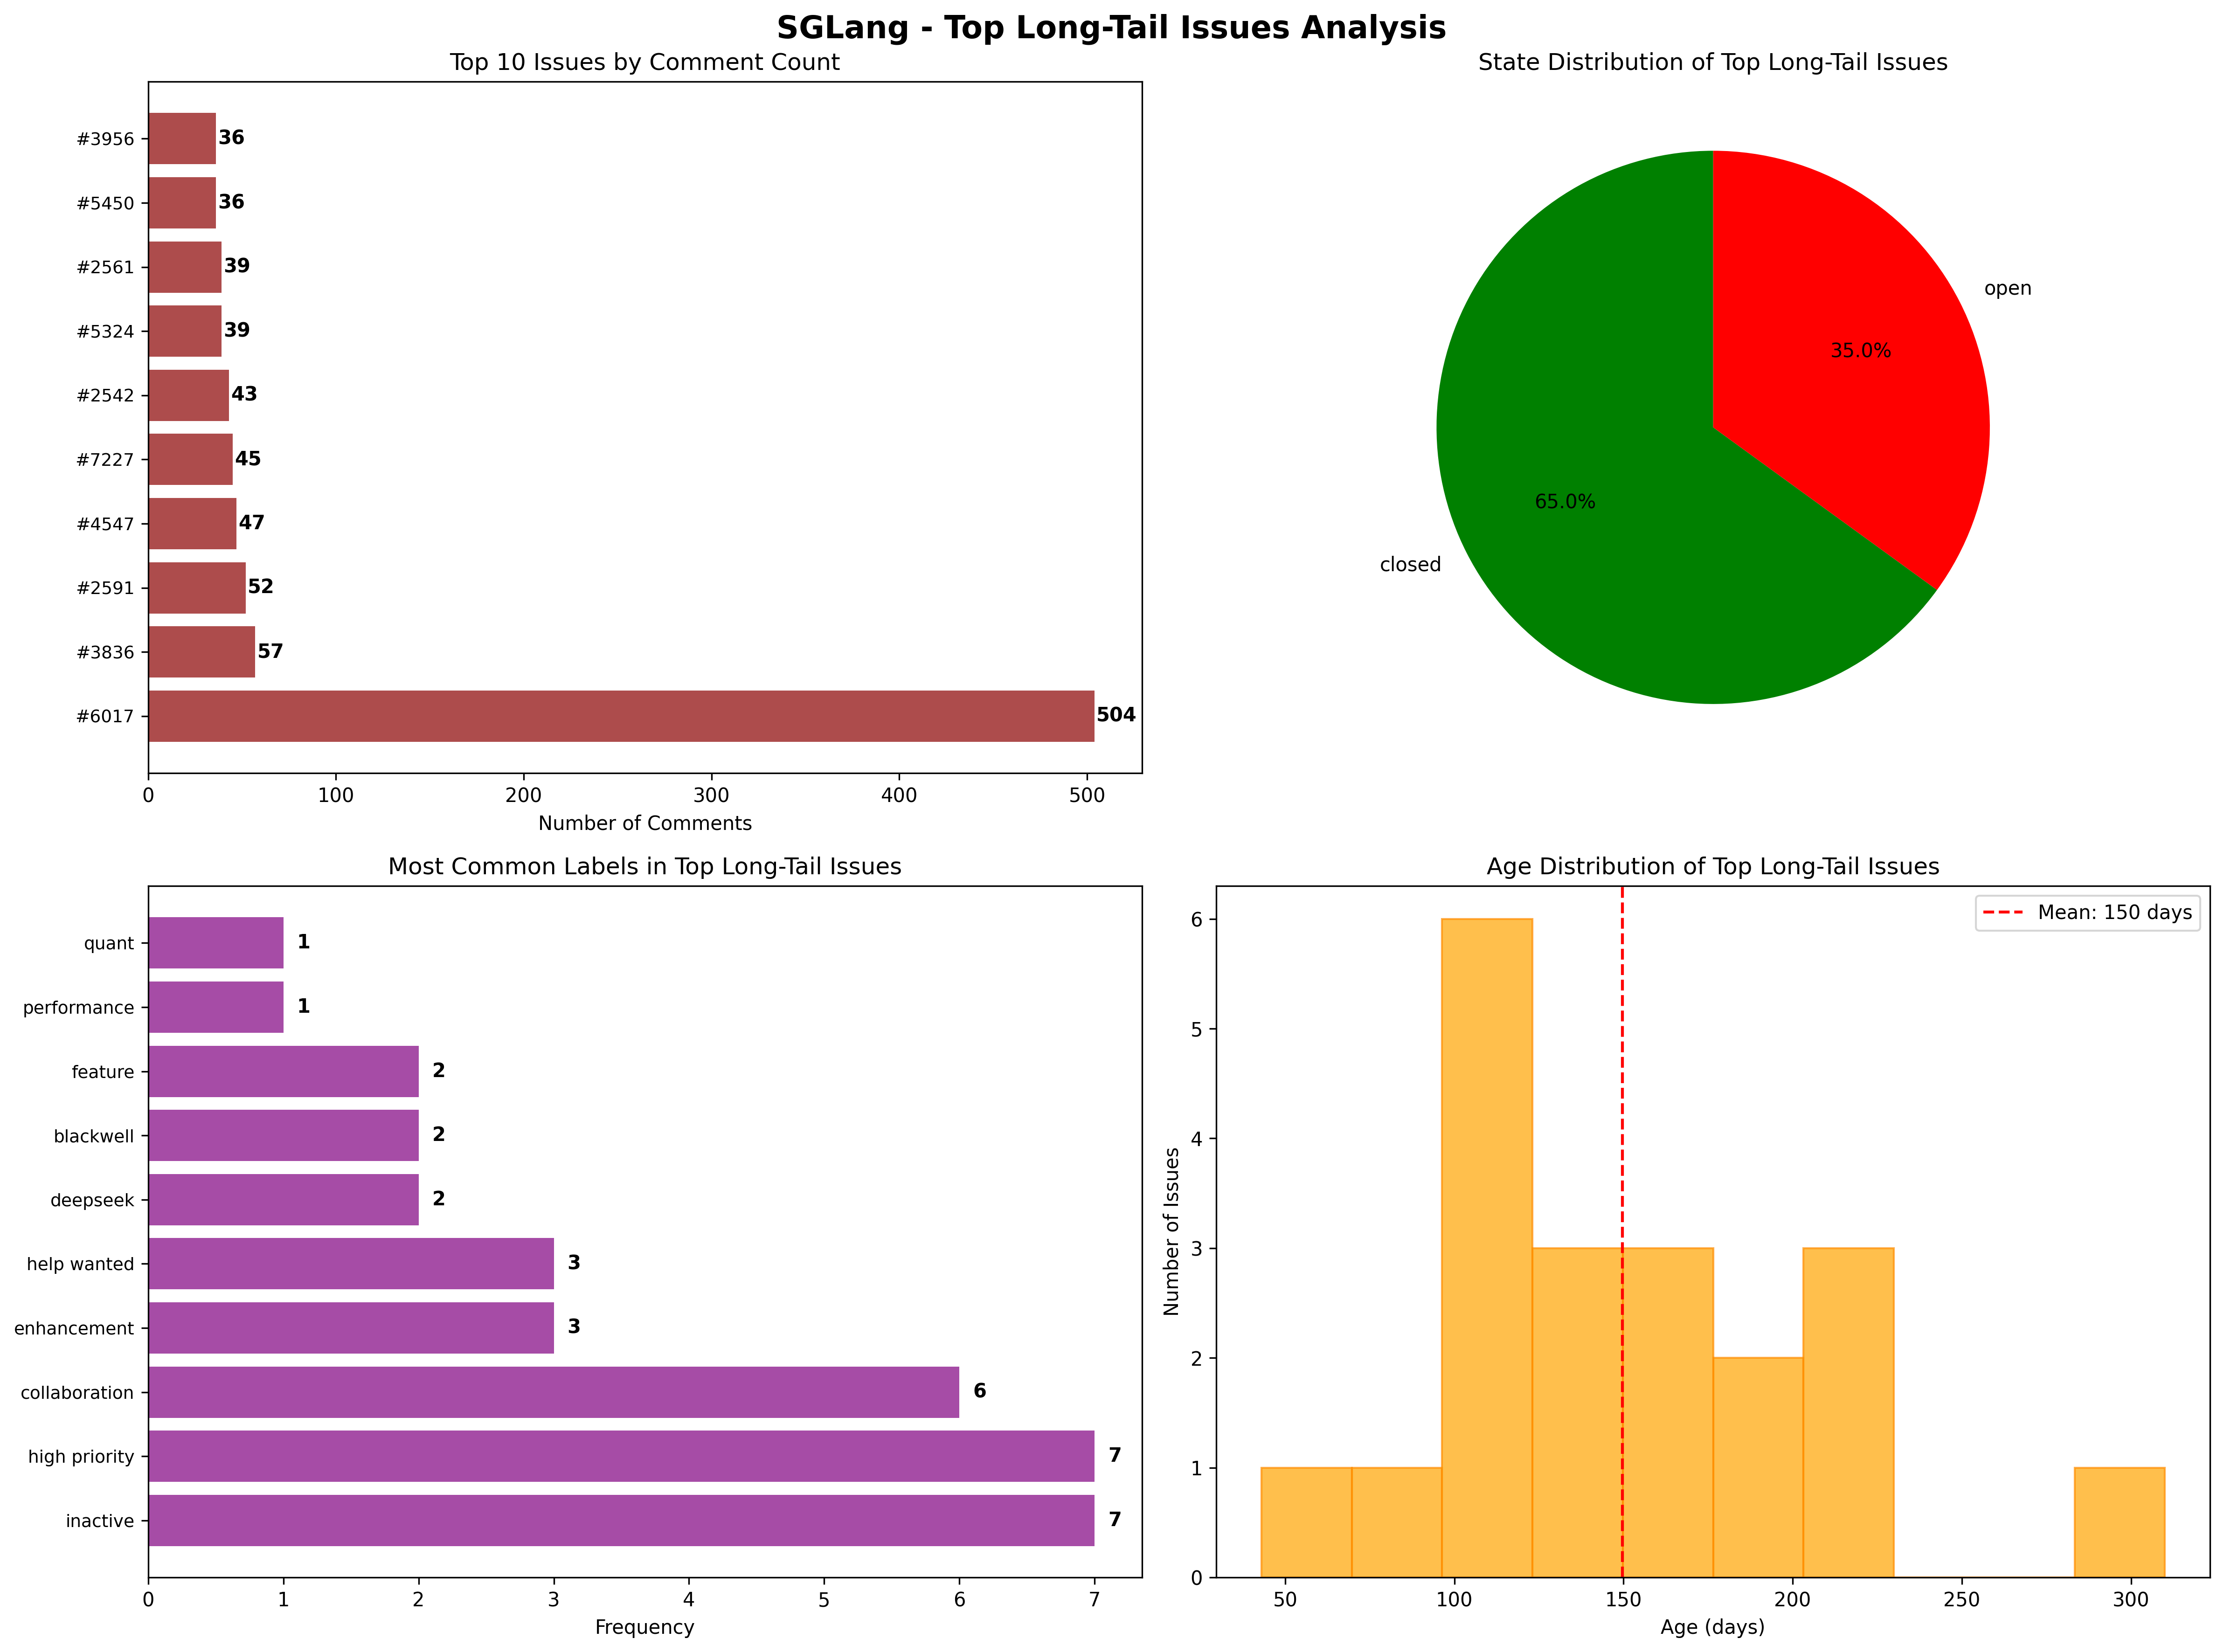 SGLang - Top Long-Tail Issues Analysis
Top 10 Issues by Comment Count
#3956
36
#5450
36
#2561
39
#5324
39
#2542
43
#7227
45
#4547
47
#2591
52
#3836
57
#6017
504
0 100 200 300 400 500
Number of Comments
State Distribution of Top Long-Tail Issues
open
35.0%
65.0%
closed
Most Common Labels in Top Long-Tail Issues
quant
1
performance
1
feature
2
blackwell
2
deepseek
2
help wanted
3
enhancement
3
collaboration
6
high priority
7
inactive
7
0 1 2 3 4 5 6 7
Frequency
Age Distribution of Top Long-Tail Issues
Mean: 150 days
6
5
4
3
2
1
0
Number of Issues
50 100 150 200 250 300
Age (days)